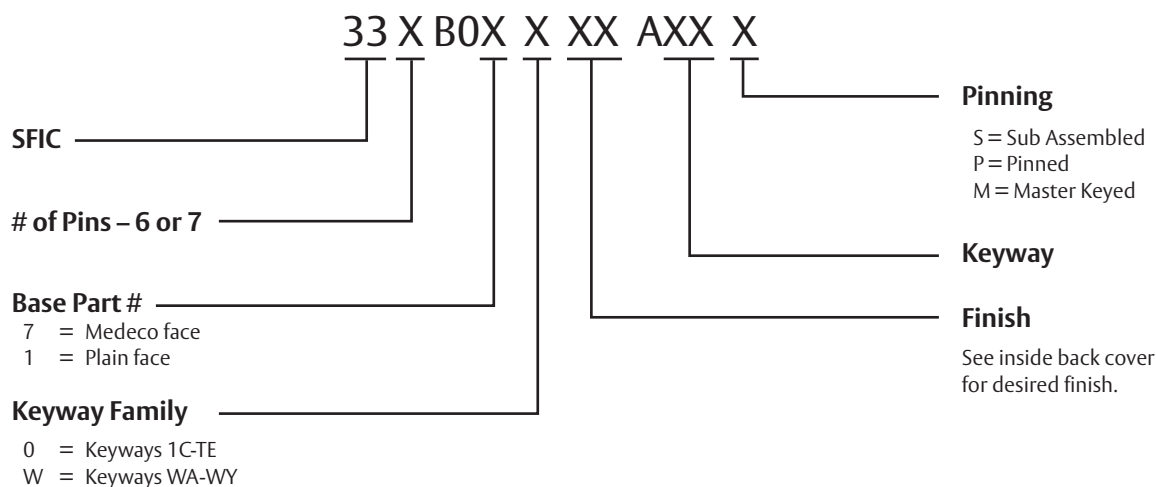 33 X B0X X XX AXX X
SFIC
# of Pins – 6 or 7
Base Part #
7 = Medeco face
1 = Plain face
Keyway Family
0 = Keyways 1C-TE
W = Keyways WA-WY
Pinning
S = Sub Assembled
P = Pinned
M = Master Keyed
Keyway
Finish
See inside back cover
for desired finish.